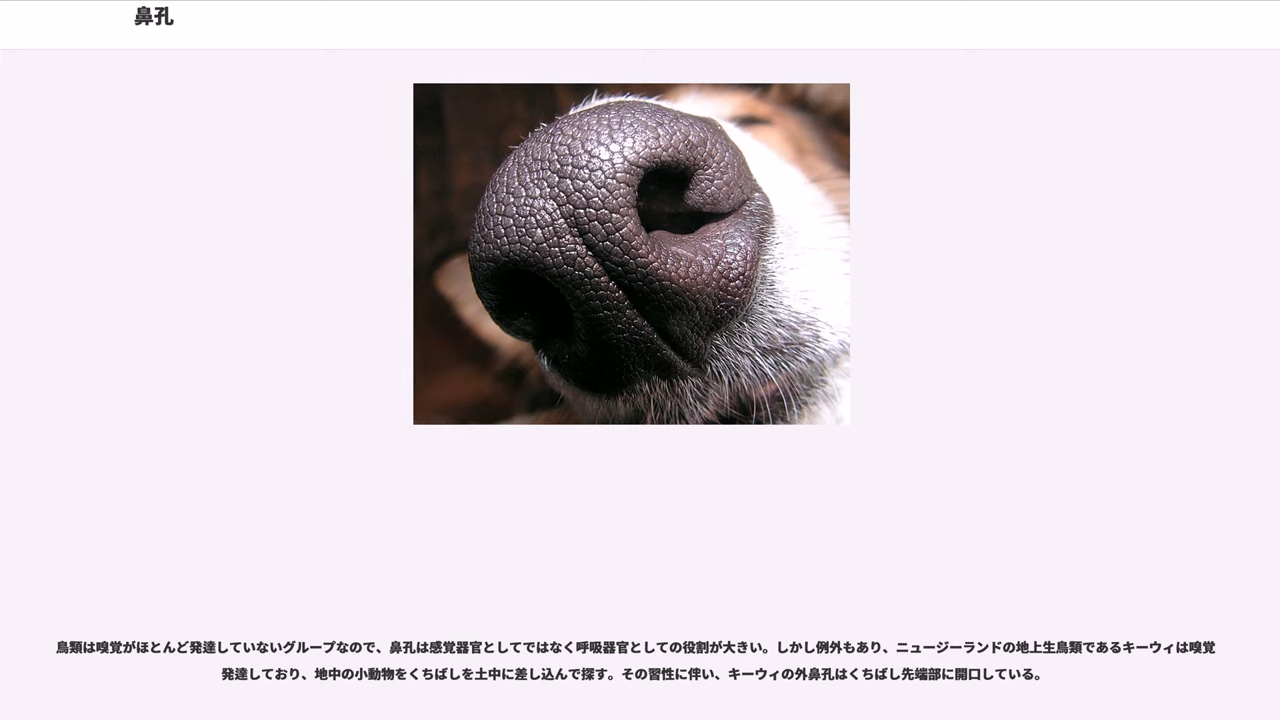 鼻孔
鳥類は嗅覚がほとんど発達していないグループなので、鼻孔は感覚器官としてではなく呼吸器官としての役割が大きい。しかし例外もあり、ニュージーランドの地上生鳥類であるキーウィは嗅覚
発達しており、地中の小動物をくちばしを土中に差し込んで探す。その習性に伴い、キーウィの外鼻孔はくちばし先端部に開口している。